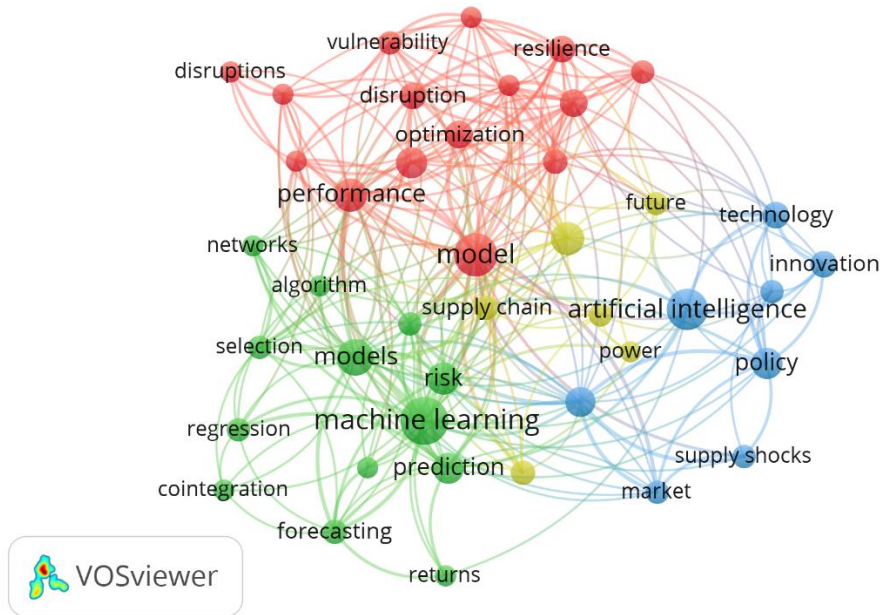 vulnerability
resilience
disruptions
disruption
optimization
performance
future
technology
networks
model
innovation
algorithm
supply chain
artificial intelligence
selection
models
power
policy
risk
machine learning
regression
prediction
supply shocks
cointegration
market
forecasting
returns
VOSviewer